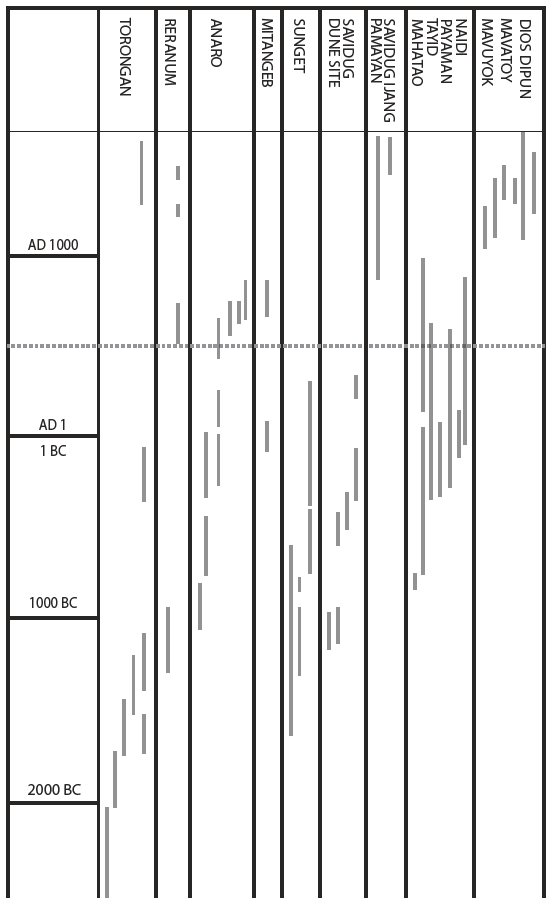 TORONGAN
RERANUM
ANARO
MITANGEB
SUNGET
SAVIDUG
DUNE SITE
SAVIDUG IJANG
PAMAYAN
NAIDI
PAYAMAN
TAYID
MAHATAO
DIOS DIPUN
MAVATOY
MAVUYOK
AD 1000
AD 1
1 BC
1000 BC
2000 BC